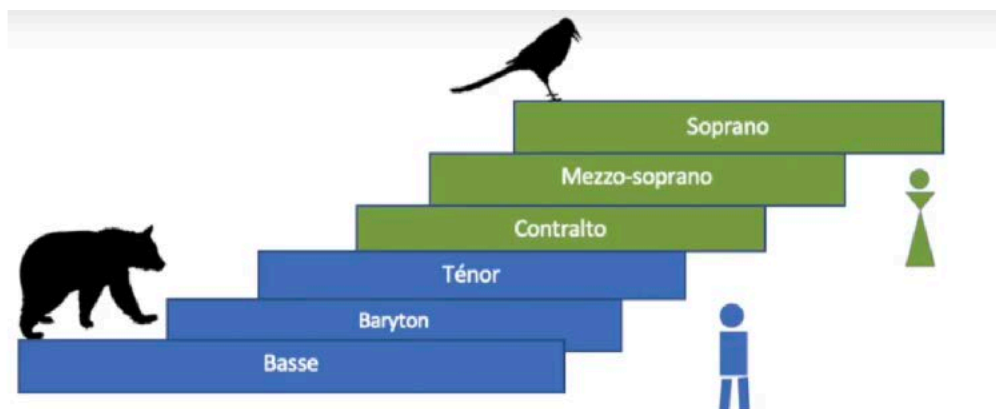 Soprano
Mezzo-soprano
Contralto
Ténor
Baryton
Basse